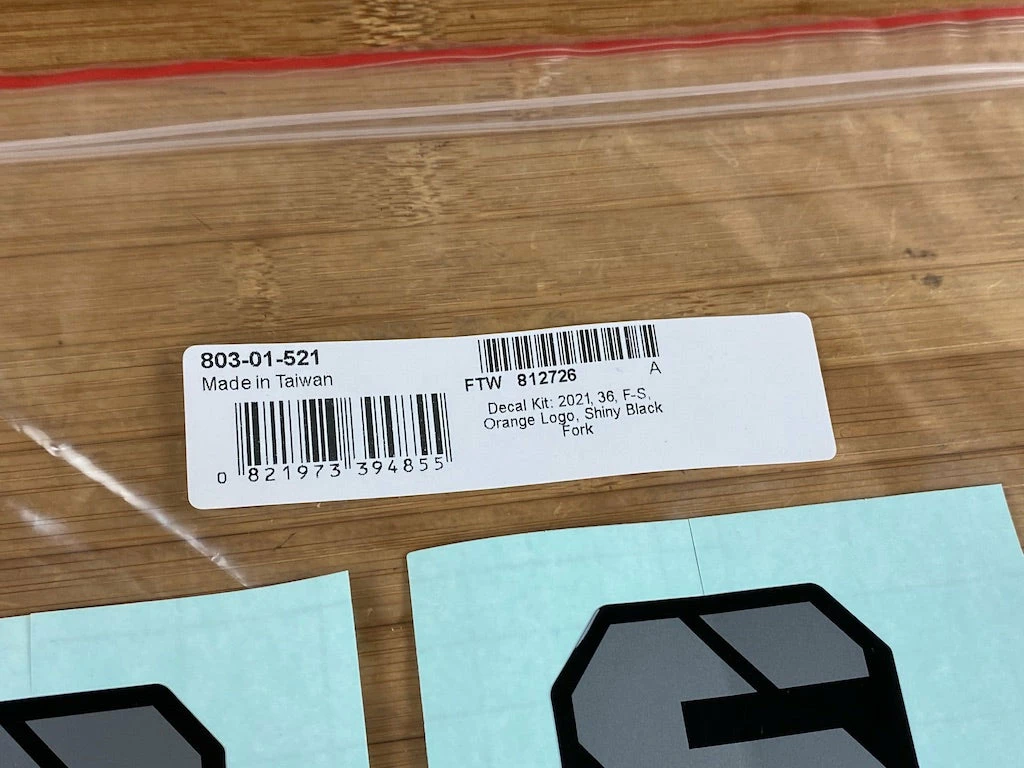 803-01-521
Made in Taiwan
0 821973 394855
FTW 812726
A
Decal Kit: 2021, 36, F-S,
Orange Logo, Shiny Black
Fork